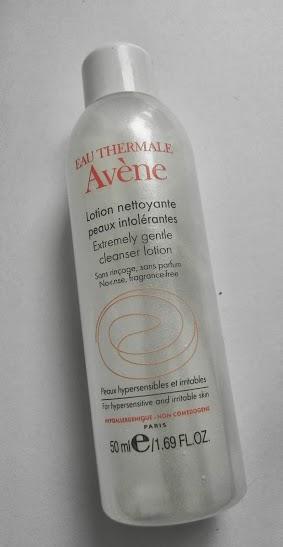 EAU THERMALE
Avène
Lotion nettoyante
peaux intolérantes
Extremely gentle
cleanser lotion
Sans rinçage, sans parfum
No-rinse, fragrance-free
Peaux hypersensibles et irritables
For hypersensitive and irritable skin
HYPOALLERGENIQUE - NON COMEDOGENE
PARIS
50 ml e/1.69 FL.OZ.